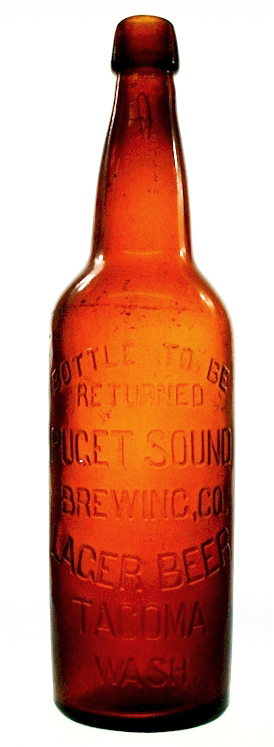 BOTTLE TO BE
RETURNED
PUGET SOUND
BREWING, CO.
LAGER BEER
TACOMA
WASH.